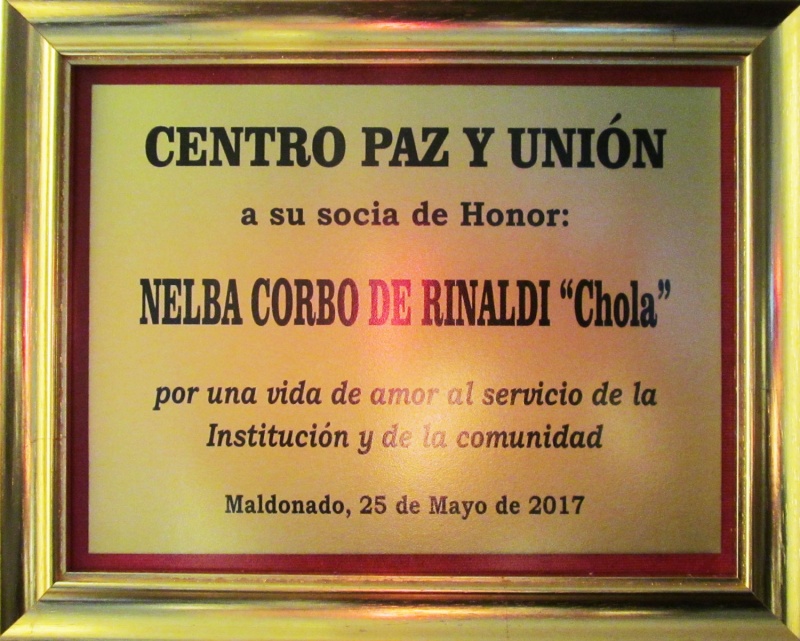 CENTRO PAZ Y UNIÓN
a su socia de Honor:
NELBA CORBO DE RINALDI “Chola”
por una vida de amor al servicio de la
Institución y de la comunidad
Maldonado, 25 de Mayo de 2017